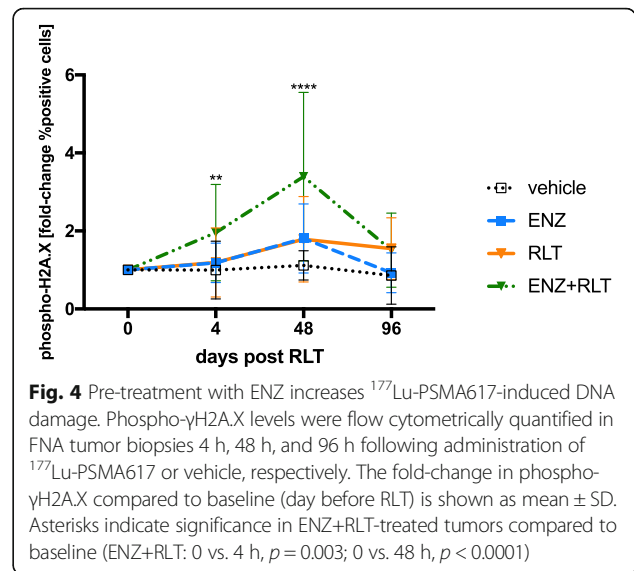 ****
**
6
4
2
0
phospho-H2A.X [fold-change %positive cells]
0 4 48 96
days post RLT
vehicle
ENZ
RLT
ENZ+RLT
Fig. 4 Pre-treatment with ENZ increases ¹⁷⁷Lu-PSMA617-induced DNA
damage. Phospho-γH2A.X levels were flow cytometrically quantified in
FNA tumor biopsies 4 h, 48 h, and 96 h following administration of
¹⁷⁷Lu-PSMA617 or vehicle, respectively. The fold-change in phospho-
γH2A.X compared to baseline (day before RLT) is shown as mean ± SD.
Asterisks indicate significance in ENZ+RLT-treated tumors compared to
baseline (ENZ+RLT: 0 vs. 4 h, p = 0.003; 0 vs. 48 h, p < 0.0001)